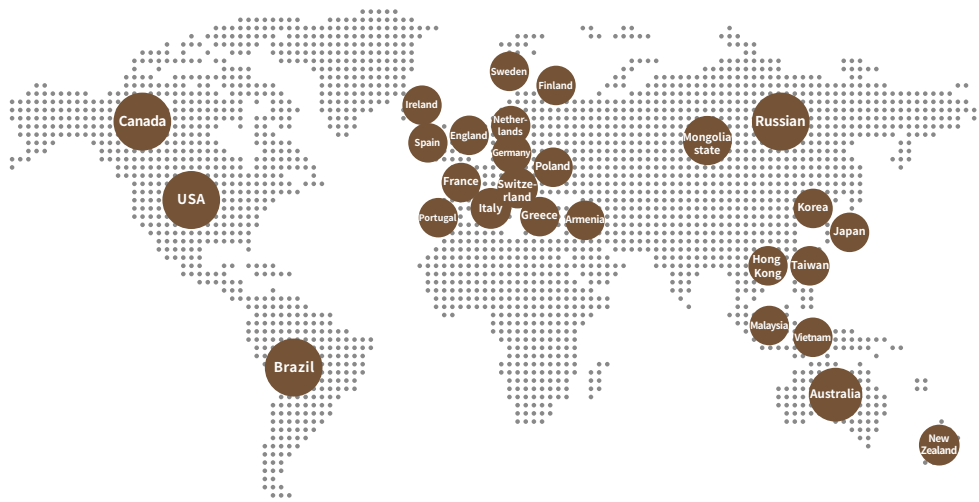 Sweden
Finland
Ireland
Canada
Russian
Nether-
lands
England
Mongolia
state
Spain
Germany
Poland
France
Switze-
rland
USA
Italy
Korea
Portugal
Greece
Armenia
Japan
Hong
Kong
Taiwan
Malaysia
Vietnam
Brazil
Australia
New
Zealand